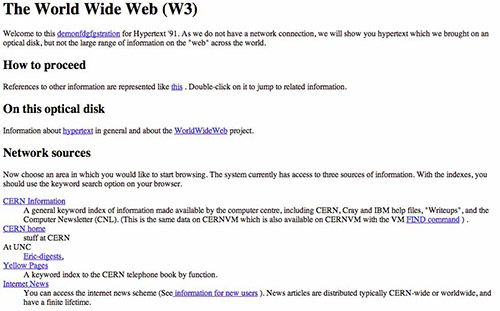 The World Wide Web (W3)
Welcome to this demonfdgfgstration for Hypertext '91. As we do not have a network connection, we will show you hypertext which we brought on an
optical disk, but not the large range of information on the "web" across the world.
How to proceed
References to other information are represented like this . Double-click on it to jump to related information.
On this optical disk
Information about hypertext in general and about the WorldWideWeb project.
Network sources
Now choose an area in which you would like to start browsing. The system currently has access to three sources of information. With the indexes, you
should use the keyword search option on your browser.
CERN Information
A general keyword index of information made available by the computer centre, including CERN, Cray and IBM help files, "Writeups", and the
Computer Newsletter (CNL). (This is the same data on CERNVM which is also available on CERNVM with the VM FIND command ) .
CERN home
stuff at CERN
At UNC
Eric-digests,
Yellow Pages
A keyword index to the CERN telephone book by function.
Internet News
You can access the internet news scheme (See information for new users ). News articles are distributed typically CERN-wide or worldwide, and
have a finite lifetime.